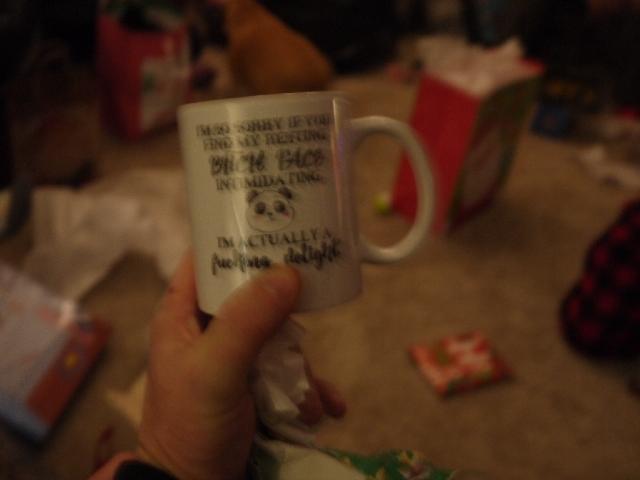 I'M SO SORRY IF YOU
FIND MY RESTING
BITCH FACE
INTIMIDATING.
I'M ACTUALLY A
fucking delight